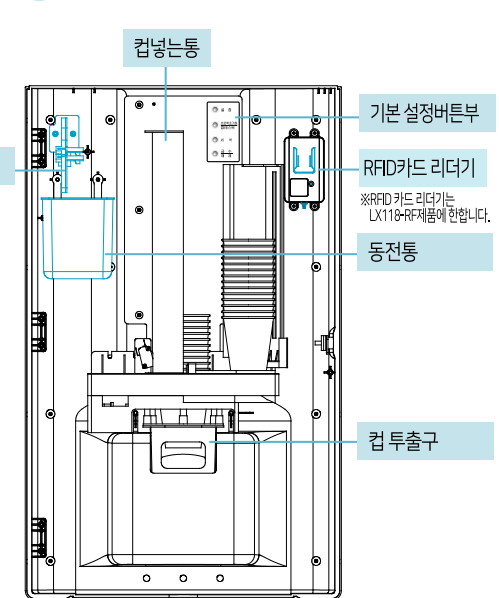 컵넣는통
기본 설정버튼부
RFID카드 리더기
※RFID 카드 리더기는
LX118-RF제품에 한합니다.
동전통
컵 투출구